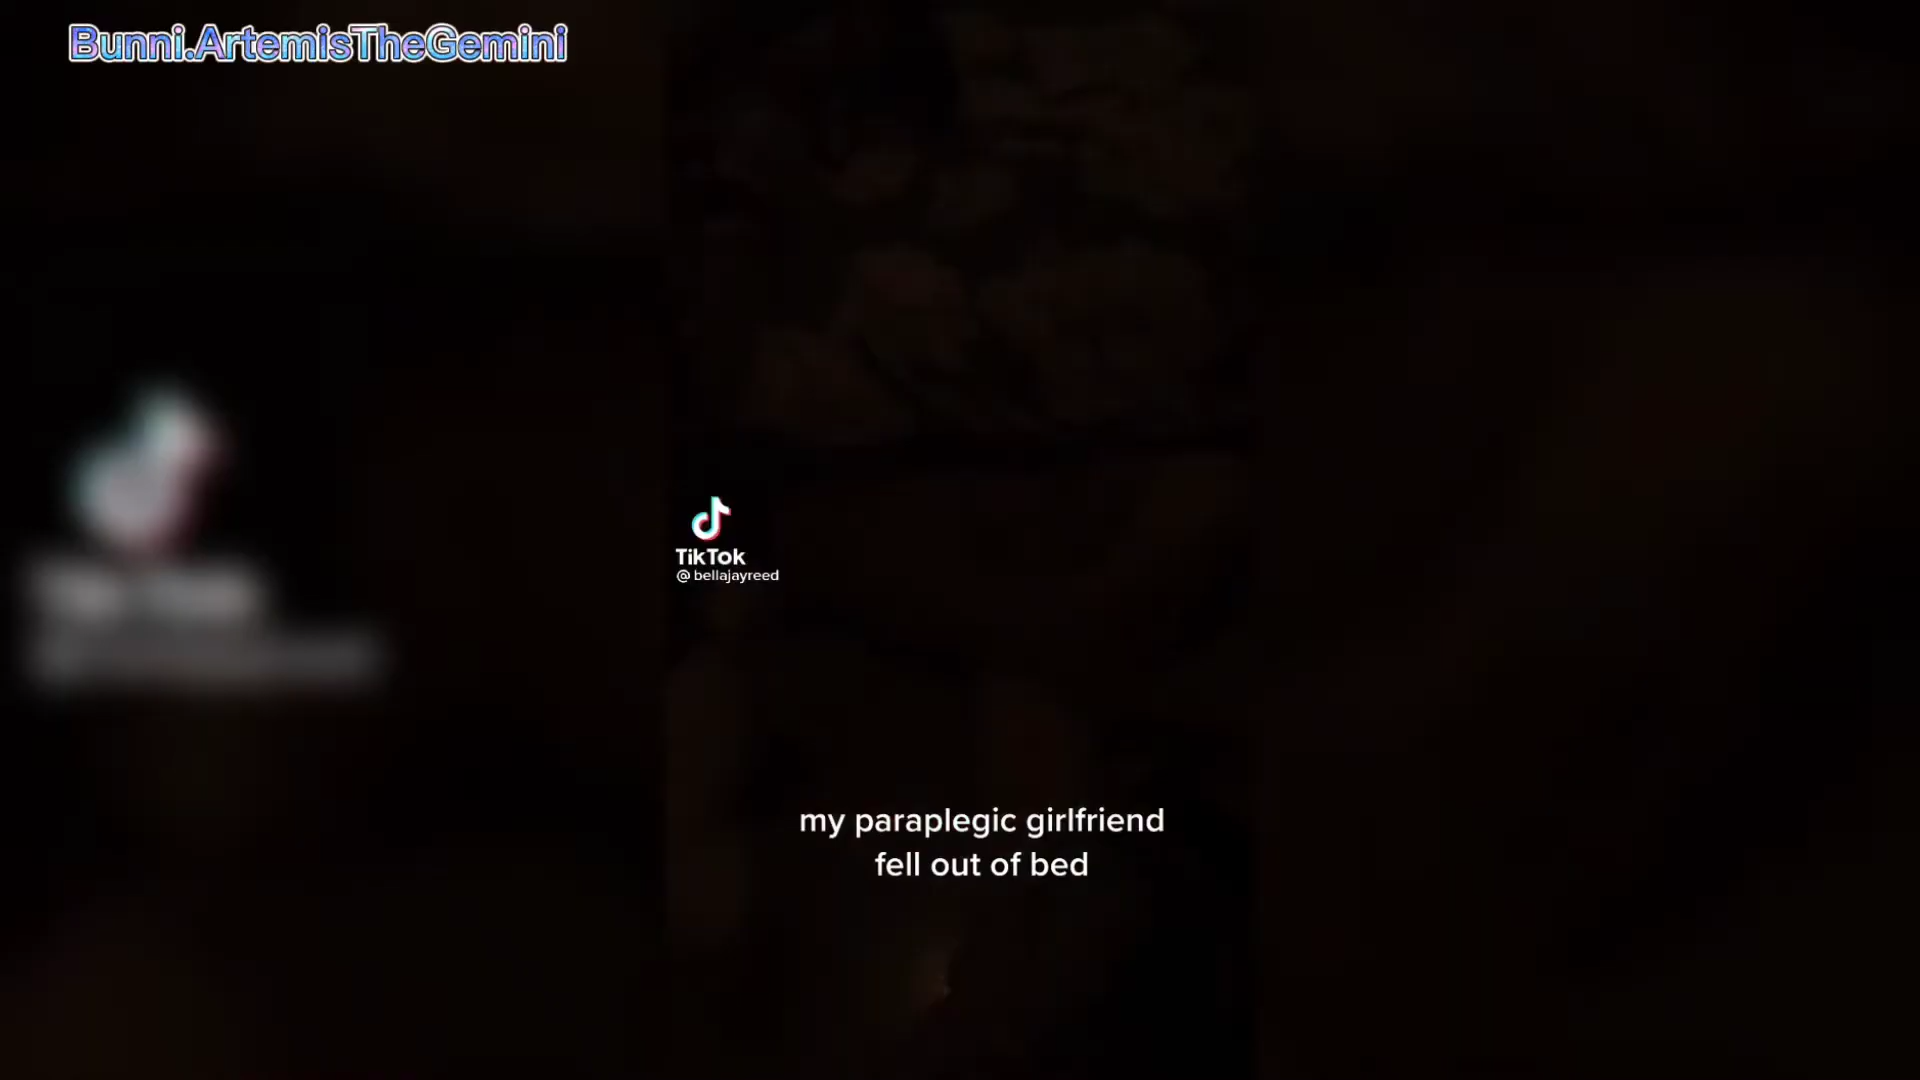 Bunni.ArtemisTheGemini
TikTok
@bellajayreed
my paraplegic girlfriend
fell out of bed